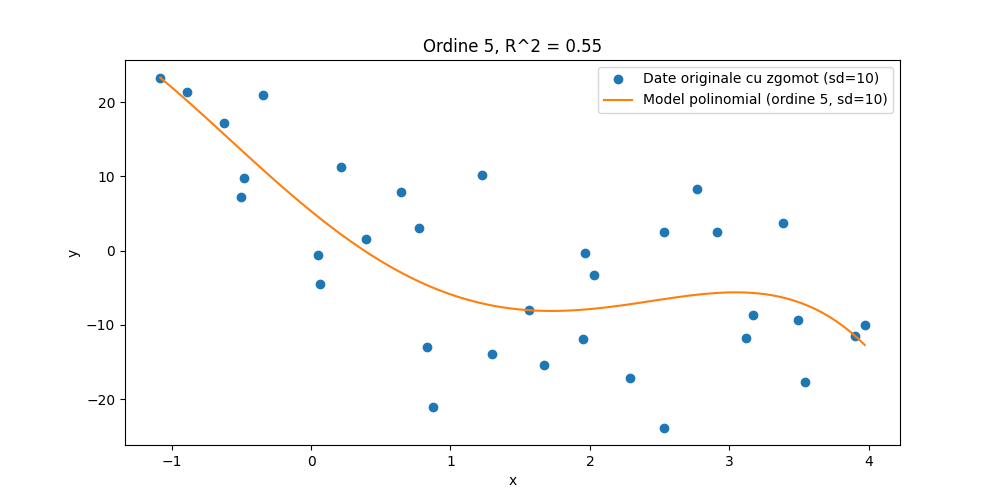 Ordine 5, R^2 = 0.55
Date originale cu zgomot (sd=10)
Model polinomial (ordine 5, sd=10)
y
20
10
0
−10
−20
−1
0
1
2
3
4
x